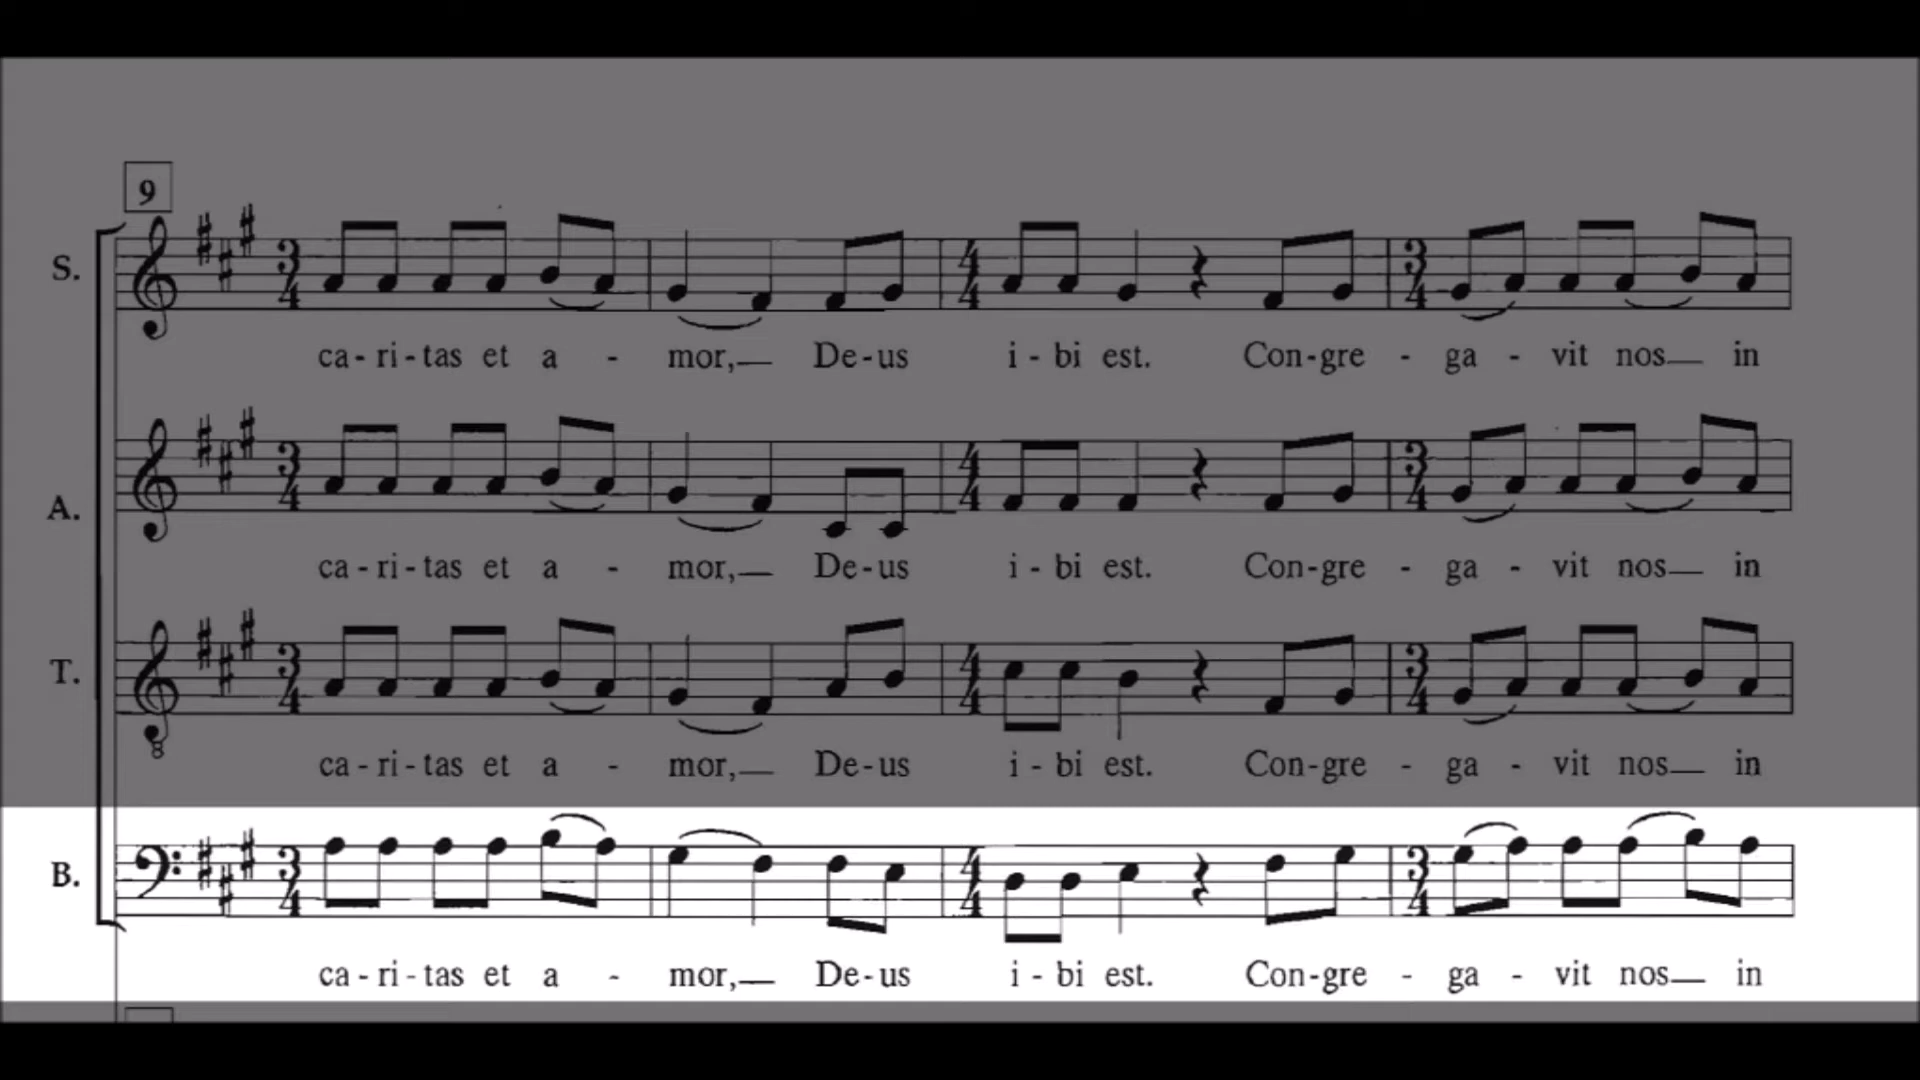 9
S.
ca - ri - tas et a - mor, De - us i - bi est. Con - gre - ga - vit nos in
A.
ca - ri - tas et a - mor, De - us i - bi est. Con - gre - ga - vit nos in
T.
ca - ri - tas et a - mor, De - us i - bi est. Con - gre - ga - vit nos in
B.
ca - ri - tas et a - mor, De - us i - bi est. Con - gre - ga - vit nos in